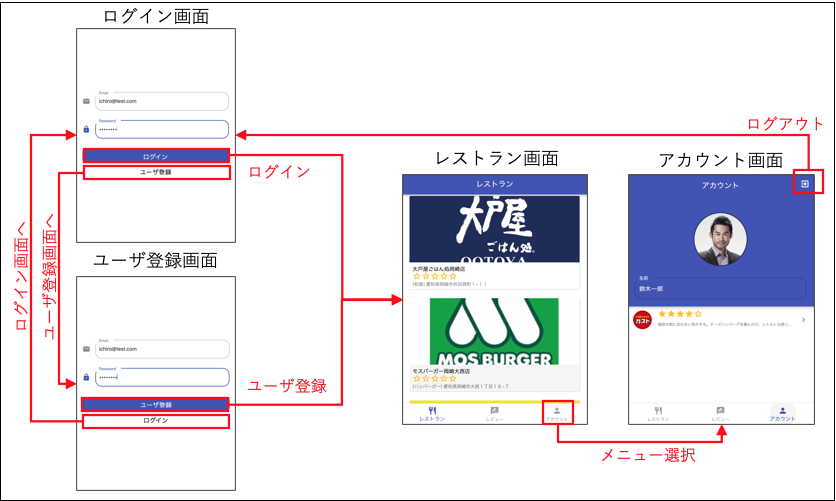 ログイン画面
Email
ichiro@test.com
Password
••••••••
ログイン
ユーザ登録
ログイン画面へ
ユーザ登録画面へ
ログイン
ログアウト
ユーザ登録画面
Email
ichiro@test.com
Password
••••••••
ユーザ登録
ログイン
ユーザ登録
レストラン画面
レストラン
大戸屋
ごはん処
OOTOYA
大戸屋ごはん処岡崎店
☆☆☆☆☆
(和食) 愛知県岡崎市井田西町１−１１
MOS BURGER
モスバーガー岡崎大西店
☆☆☆☆☆
(ハンバーガー) 愛知県岡崎市大西１丁目１６−７
レストラン
レビュー
アカウント
アカウント画面
アカウント
名前
鈴木一郎
ガスト
★★★★☆
レストラン
レビュー
アカウント
メニュー選択